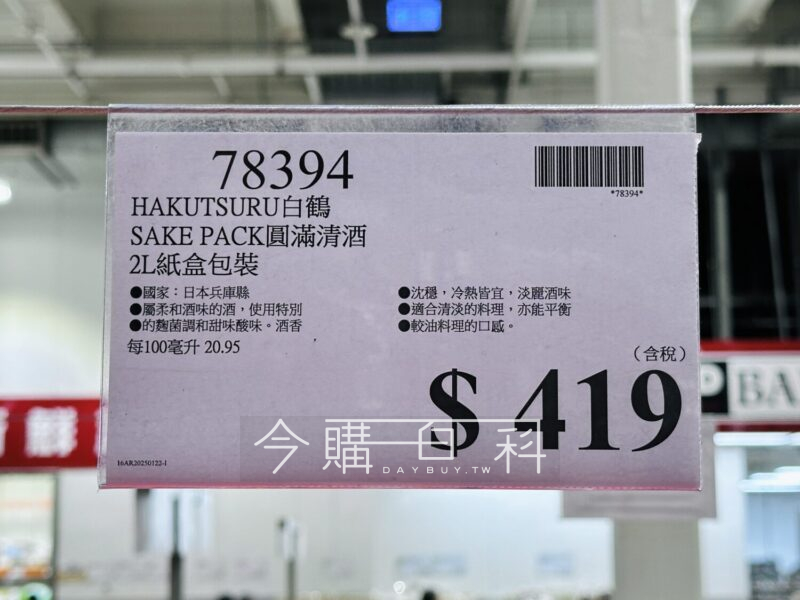 78394
*78394*
HAKUTSURU白鶴
SAKE PACK圓滿清酒
2L紙盒包裝
●國家：日本兵庫縣
●屬柔和酒味的酒，使用特別
●的麴菌調和甜味酸味。酒香
●沈穩，冷熱皆宜，淡麗酒味
●適合清淡的料理，亦能平衡
●較油料理的口感。
每100毫升 20.95
（含稅）
$ 419
16AR20250122-1
今購百科
DAYBUY.TW
鮮
BA